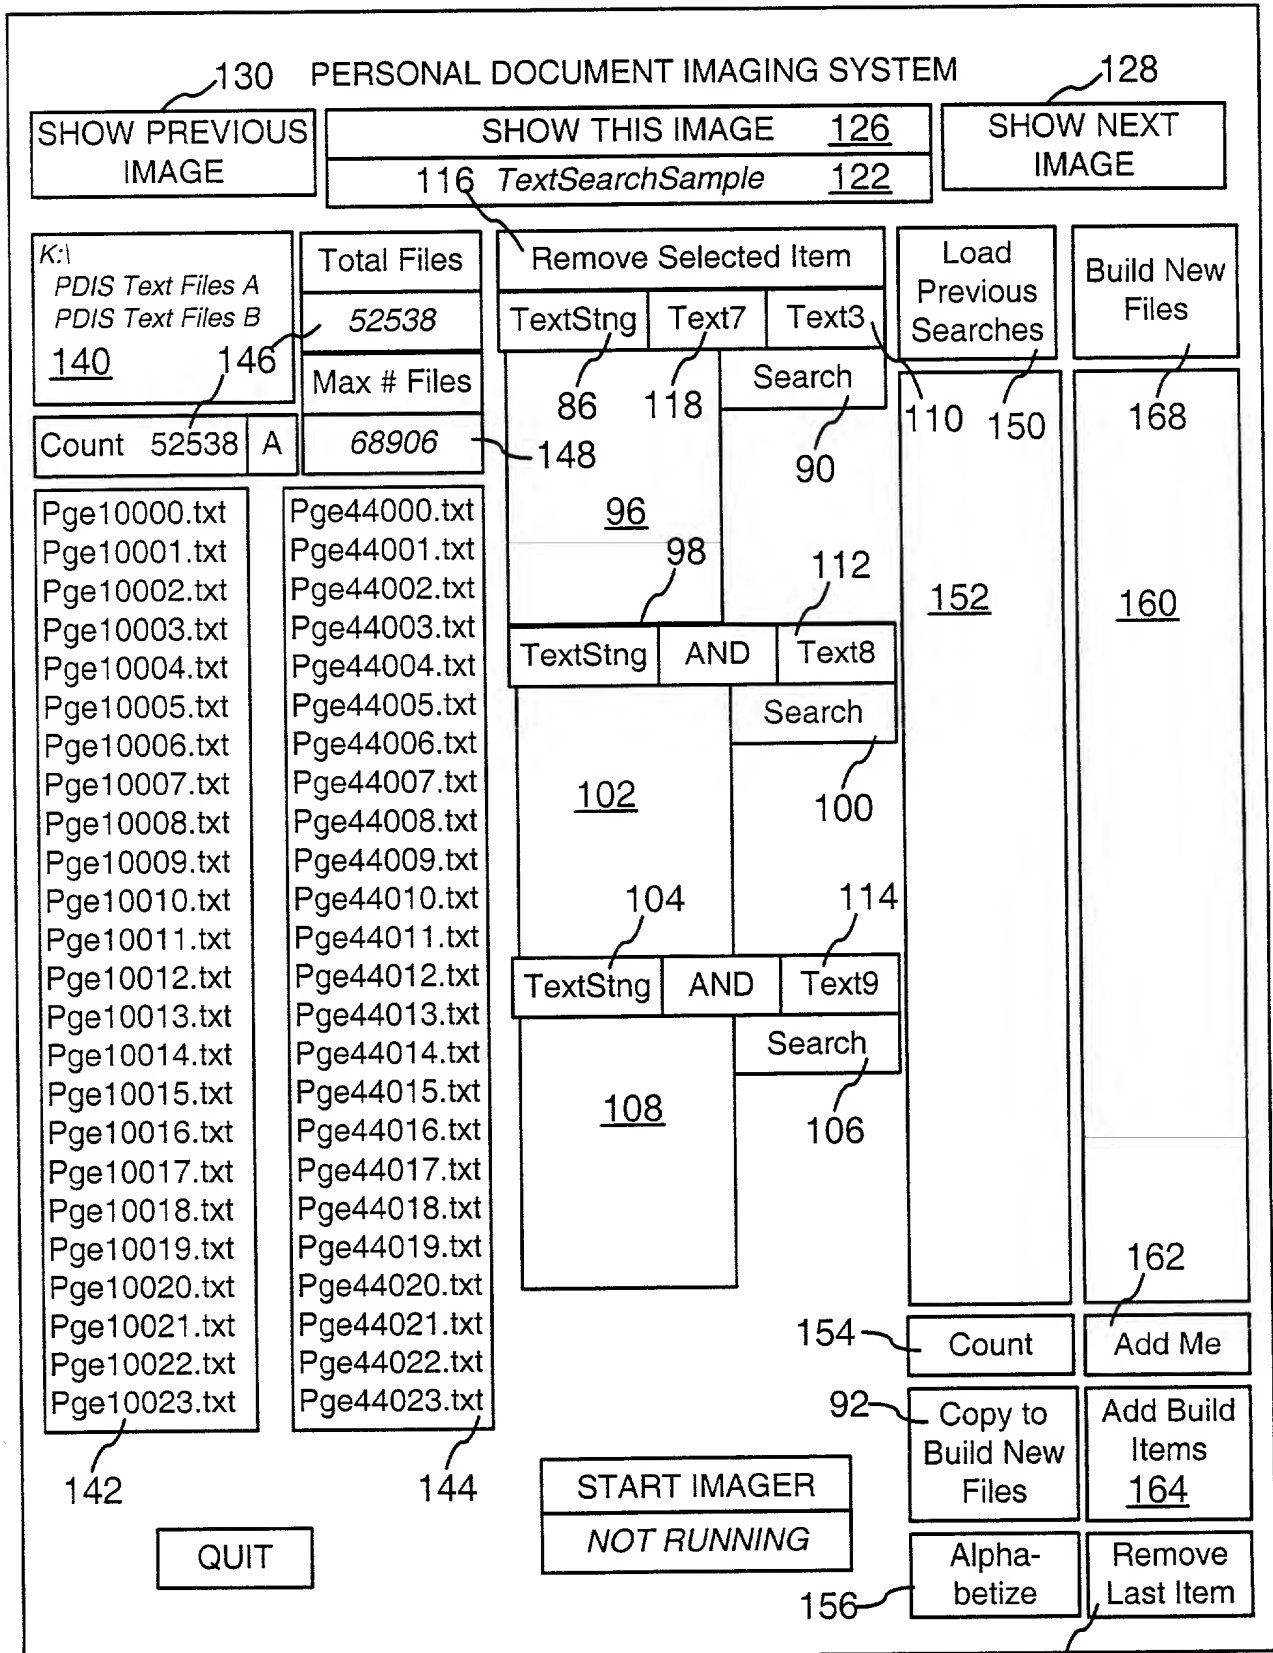 130 PERSONAL DOCUMENT IMAGING SYSTEM 128
SHOW PREVIOUS
IMAGE
SHOW THIS IMAGE 126
116 TextSearchSample 122
SHOW NEXT
IMAGE
K:\
PDIS Text Files A
PDIS Text Files B
140 146
Total Files
52538
Max # Files
68906
148
Count 52538 A
Remove Selected Item
TextStng Text7 Text3
Search
86 118 110
90
96
98
112
TextStng AND Text8
Search
102
100
104 114
TextStng AND Text9
Search
108
106
Load
Previous
Searches
150
152
Build New
Files
168
160
162
Pge10000.txt
Pge10001.txt
Pge10002.txt
Pge10003.txt
Pge10004.txt
Pge10005.txt
Pge10006.txt
Pge10007.txt
Pge10008.txt
Pge10009.txt
Pge10010.txt
Pge10011.txt
Pge10012.txt
Pge10013.txt
Pge10014.txt
Pge10015.txt
Pge10016.txt
Pge10017.txt
Pge10018.txt
Pge10019.txt
Pge10020.txt
Pge10021.txt
Pge10022.txt
Pge10023.txt
142
Pge44000.txt
Pge44001.txt
Pge44002.txt
Pge44003.txt
Pge44004.txt
Pge44005.txt
Pge44006.txt
Pge44007.txt
Pge44008.txt
Pge44009.txt
Pge44010.txt
Pge44011.txt
Pge44012.txt
Pge44013.txt
Pge44014.txt
Pge44015.txt
Pge44016.txt
Pge44017.txt
Pge44018.txt
Pge44019.txt
Pge44020.txt
Pge44021.txt
Pge44022.txt
Pge44023.txt
144
154 Count
Add Me
92 Copy to
Build New
Files
Add Build
Items
164
START IMAGER
NOT RUNNING
QUIT
156 Alpha-
betize
Remove
Last Item